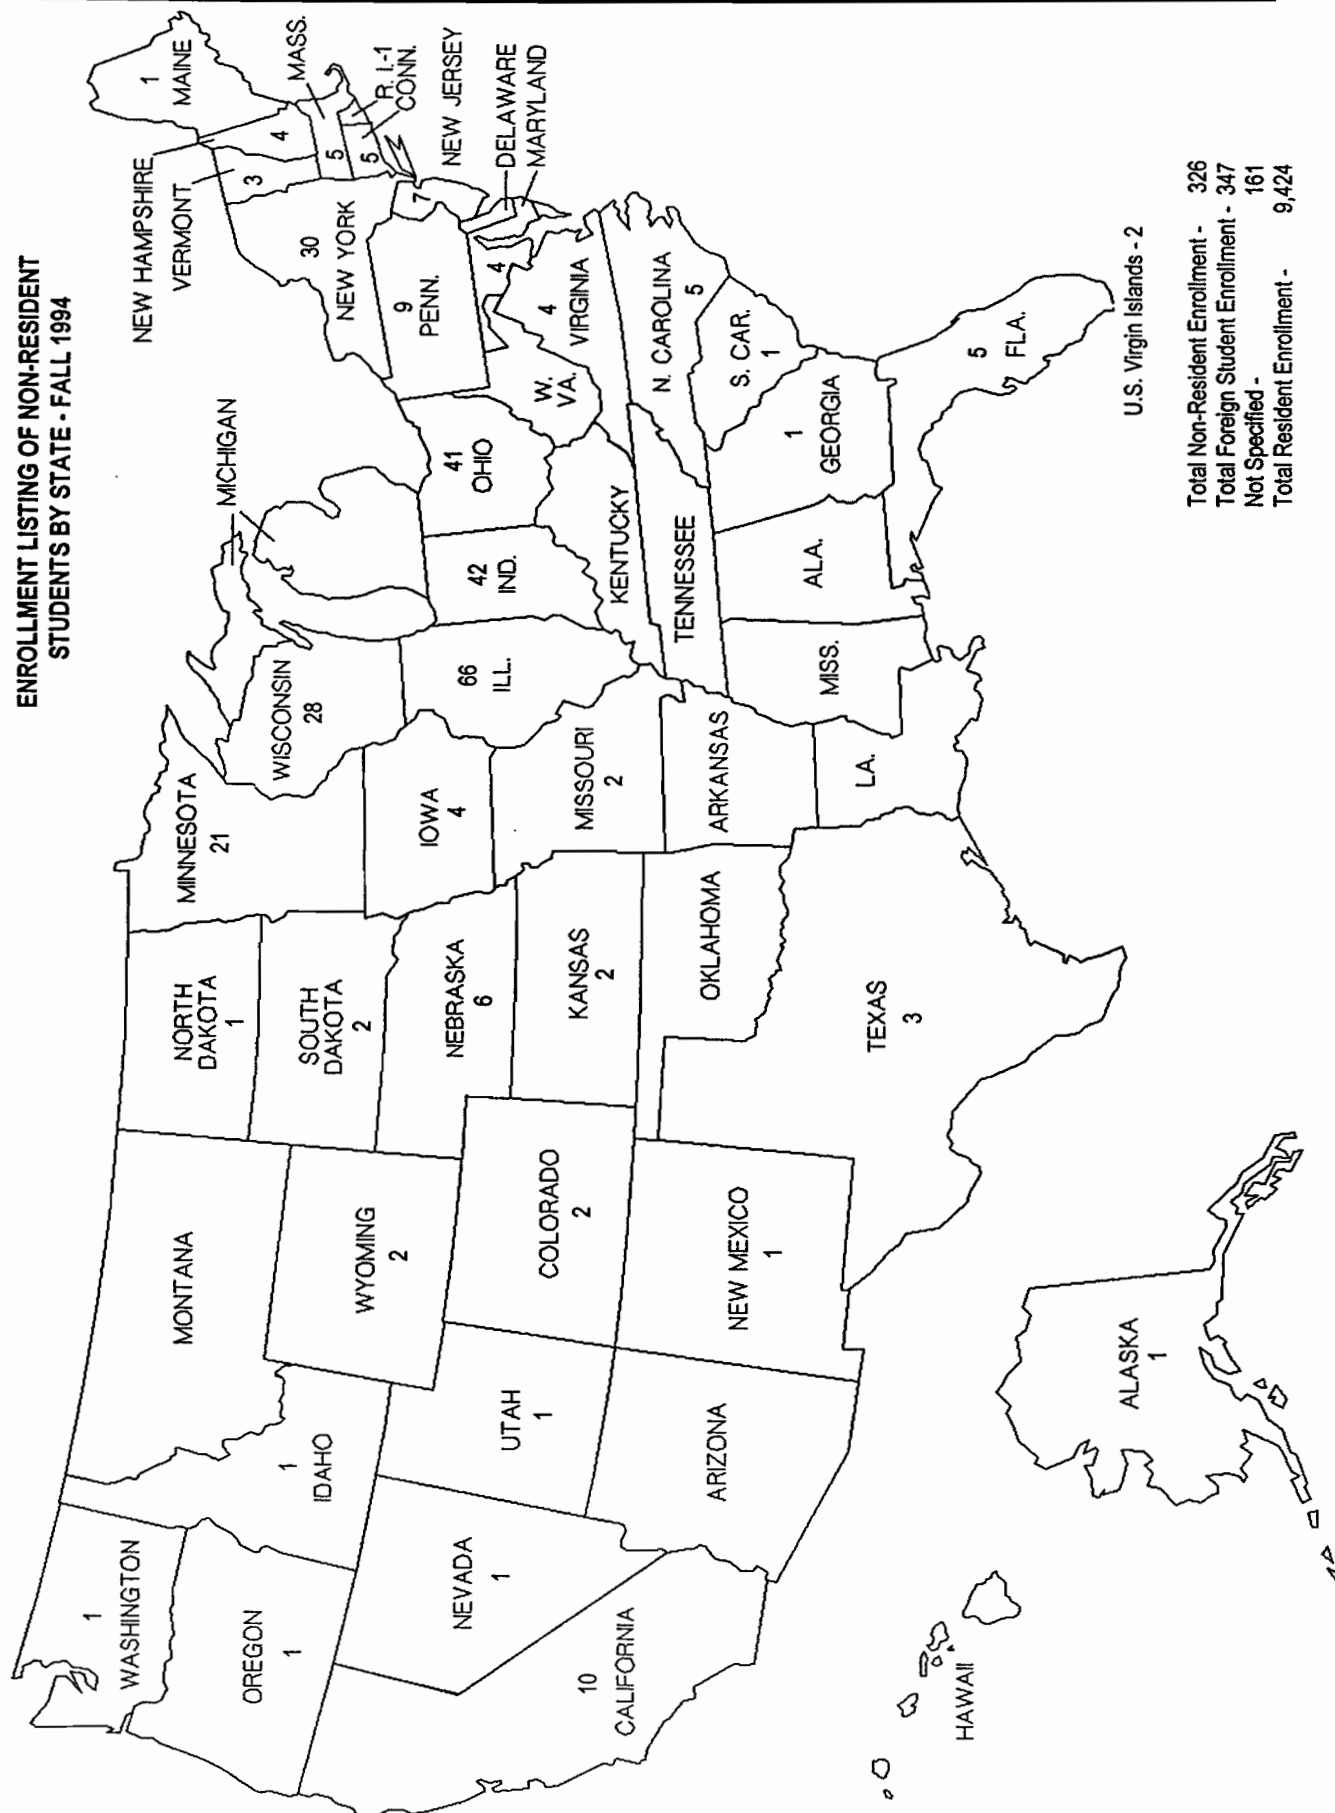 ENROLLMENT LISTING OF NON-RESIDENT
STUDENTS BY STATE - FALL 1994
1
WASHINGTON
OREGON
1
10
CALIFORNIA
NEVADA
1
1
IDAHO
MONTANA
WYOMING
2
UTAH
1
ARIZONA
COLORADO
2
NEW MEXICO
1
NORTH
DAKOTA
1
SOUTH
DAKOTA
2
NEBRASKA
6
KANSAS
2
OKLAHOMA
TEXAS
3
MINNESOTA
21
IOWA
4
MISSOURI
2
ARKANSAS
LA.
WISCONSIN
28
66
ILL.
MICHIGAN
42
IND.
41
OHIO
KENTUCKY
TENNESSEE
MISS.
ALA.
1
GEORGIA
5
FLA.
S. CAR.
1
N. CAROLINA
5
4
VIRGINIA
W.
VA.
4
9
PENN.
30
NEW YORK
NEW HAMPSHIRE
VERMONT
3
4
1
MAINE
MASS.
5
R. I.-1
CONN.
5
7
NEW JERSEY
DELAWARE
MARYLAND
ALASKA
1
HAWAII
U.S. Virgin Islands - 2
Total Non-Resident Enrollment - 326
Total Foreign Student Enrollment - 347
Not Specified - 161
Total Resident Enrollment - 9,424